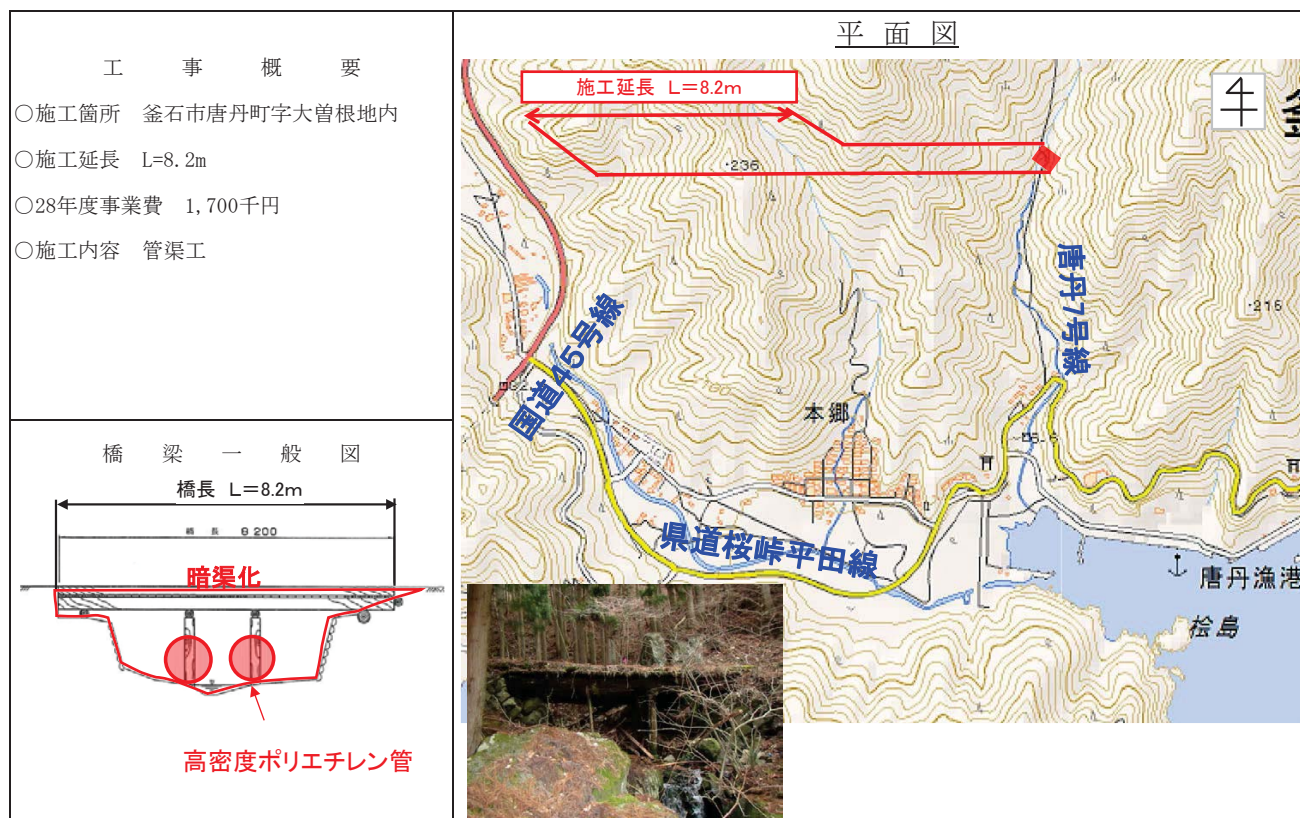 工事概要
○施工箇所 釜石市唐丹町字大曽根地内
○施工延長 L=8.2m
○28年度事業費 1,700千円
○施工内容 管渠工
橋梁一般図
橋長 L=8.2m
橋長 8 200
暗渠化
高密度ポリエチレン管
平面図
施工延長 L=8.2m
・236
・215
国道45号線
唐丹7号線
本郷
県道桜峠平田線
唐丹漁港
桧島